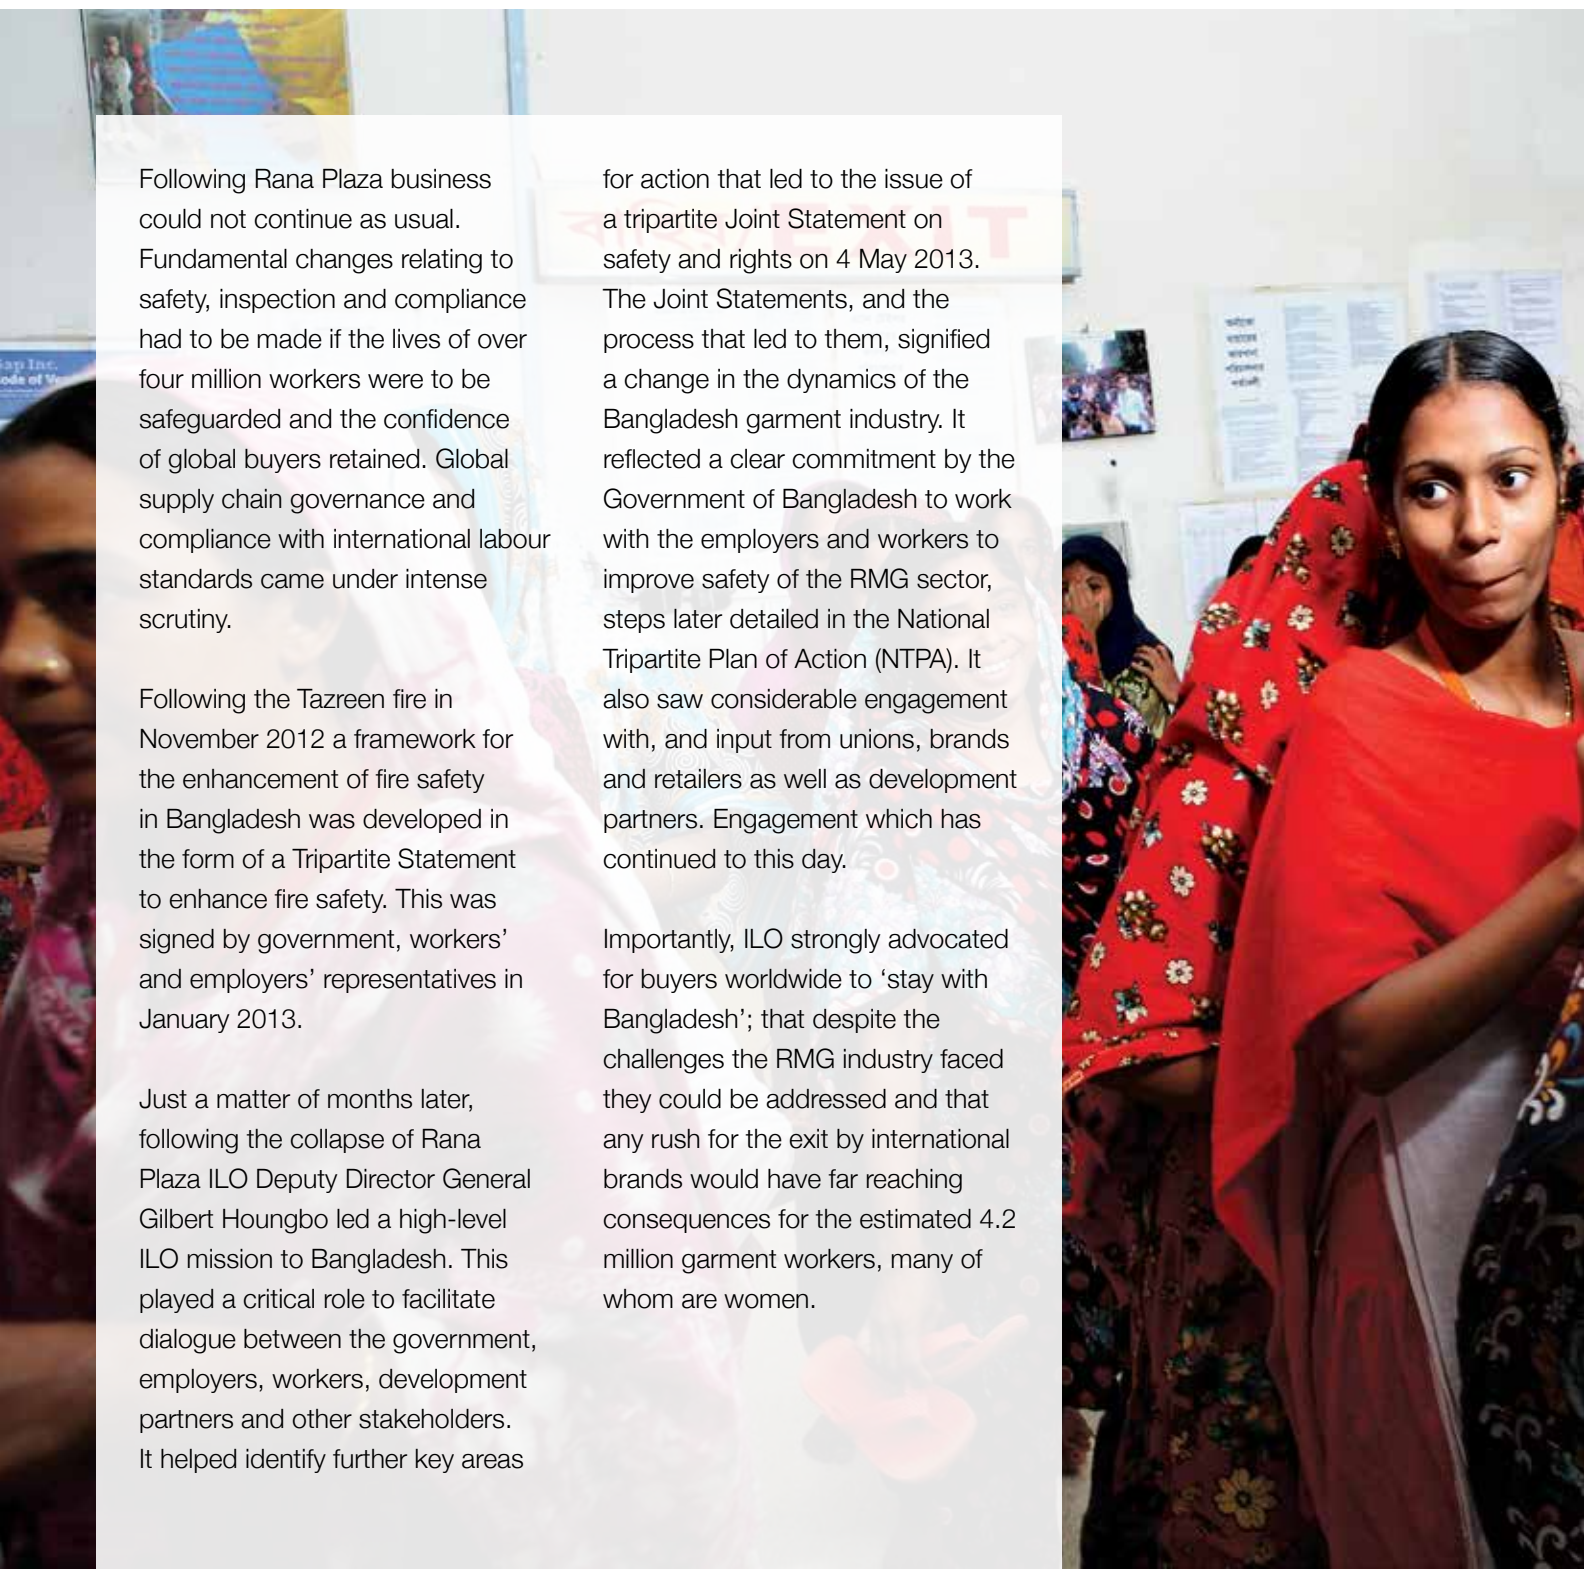 Following Rana Plaza business
could not continue as usual.
Fundamental changes relating to
safety, inspection and compliance
had to be made if the lives of over
four million workers were to be
safeguarded and the confidence
of global buyers retained. Global
supply chain governance and
compliance with international labour
standards came under intense
scrutiny.

Following the Tazreen fire in
November 2012 a framework for
the enhancement of fire safety
in Bangladesh was developed in
the form of a Tripartite Statement
to enhance fire safety. This was
signed by government, workers’
and employers’ representatives in
January 2013.

Just a matter of months later,
following the collapse of Rana
Plaza ILO Deputy Director General
Gilbert Houngbo led a high-level
ILO mission to Bangladesh. This
played a critical role to facilitate
dialogue between the government,
employers, workers, development
partners and other stakeholders.
It helped identify further key areas
for action that led to the issue of
a tripartite Joint Statement on
safety and rights on 4 May 2013.
The Joint Statements, and the
process that led to them, signified
a change in the dynamics of the
Bangladesh garment industry. It
reflected a clear commitment by the
Government of Bangladesh to work
with the employers and workers to
improve safety of the RMG sector,
steps later detailed in the National
Tripartite Plan of Action (NTPA). It
also saw considerable engagement
with, and input from unions, brands
and retailers as well as development
partners. Engagement which has
continued to this day.

Importantly, ILO strongly advocated
for buyers worldwide to ‘stay with
Bangladesh’; that despite the
challenges the RMG industry faced
they could be addressed and that
any rush for the exit by international
brands would have far reaching
consequences for the estimated 4.2
million garment workers, many of
whom are women.
বাহির/EXIT
Gap Inc.